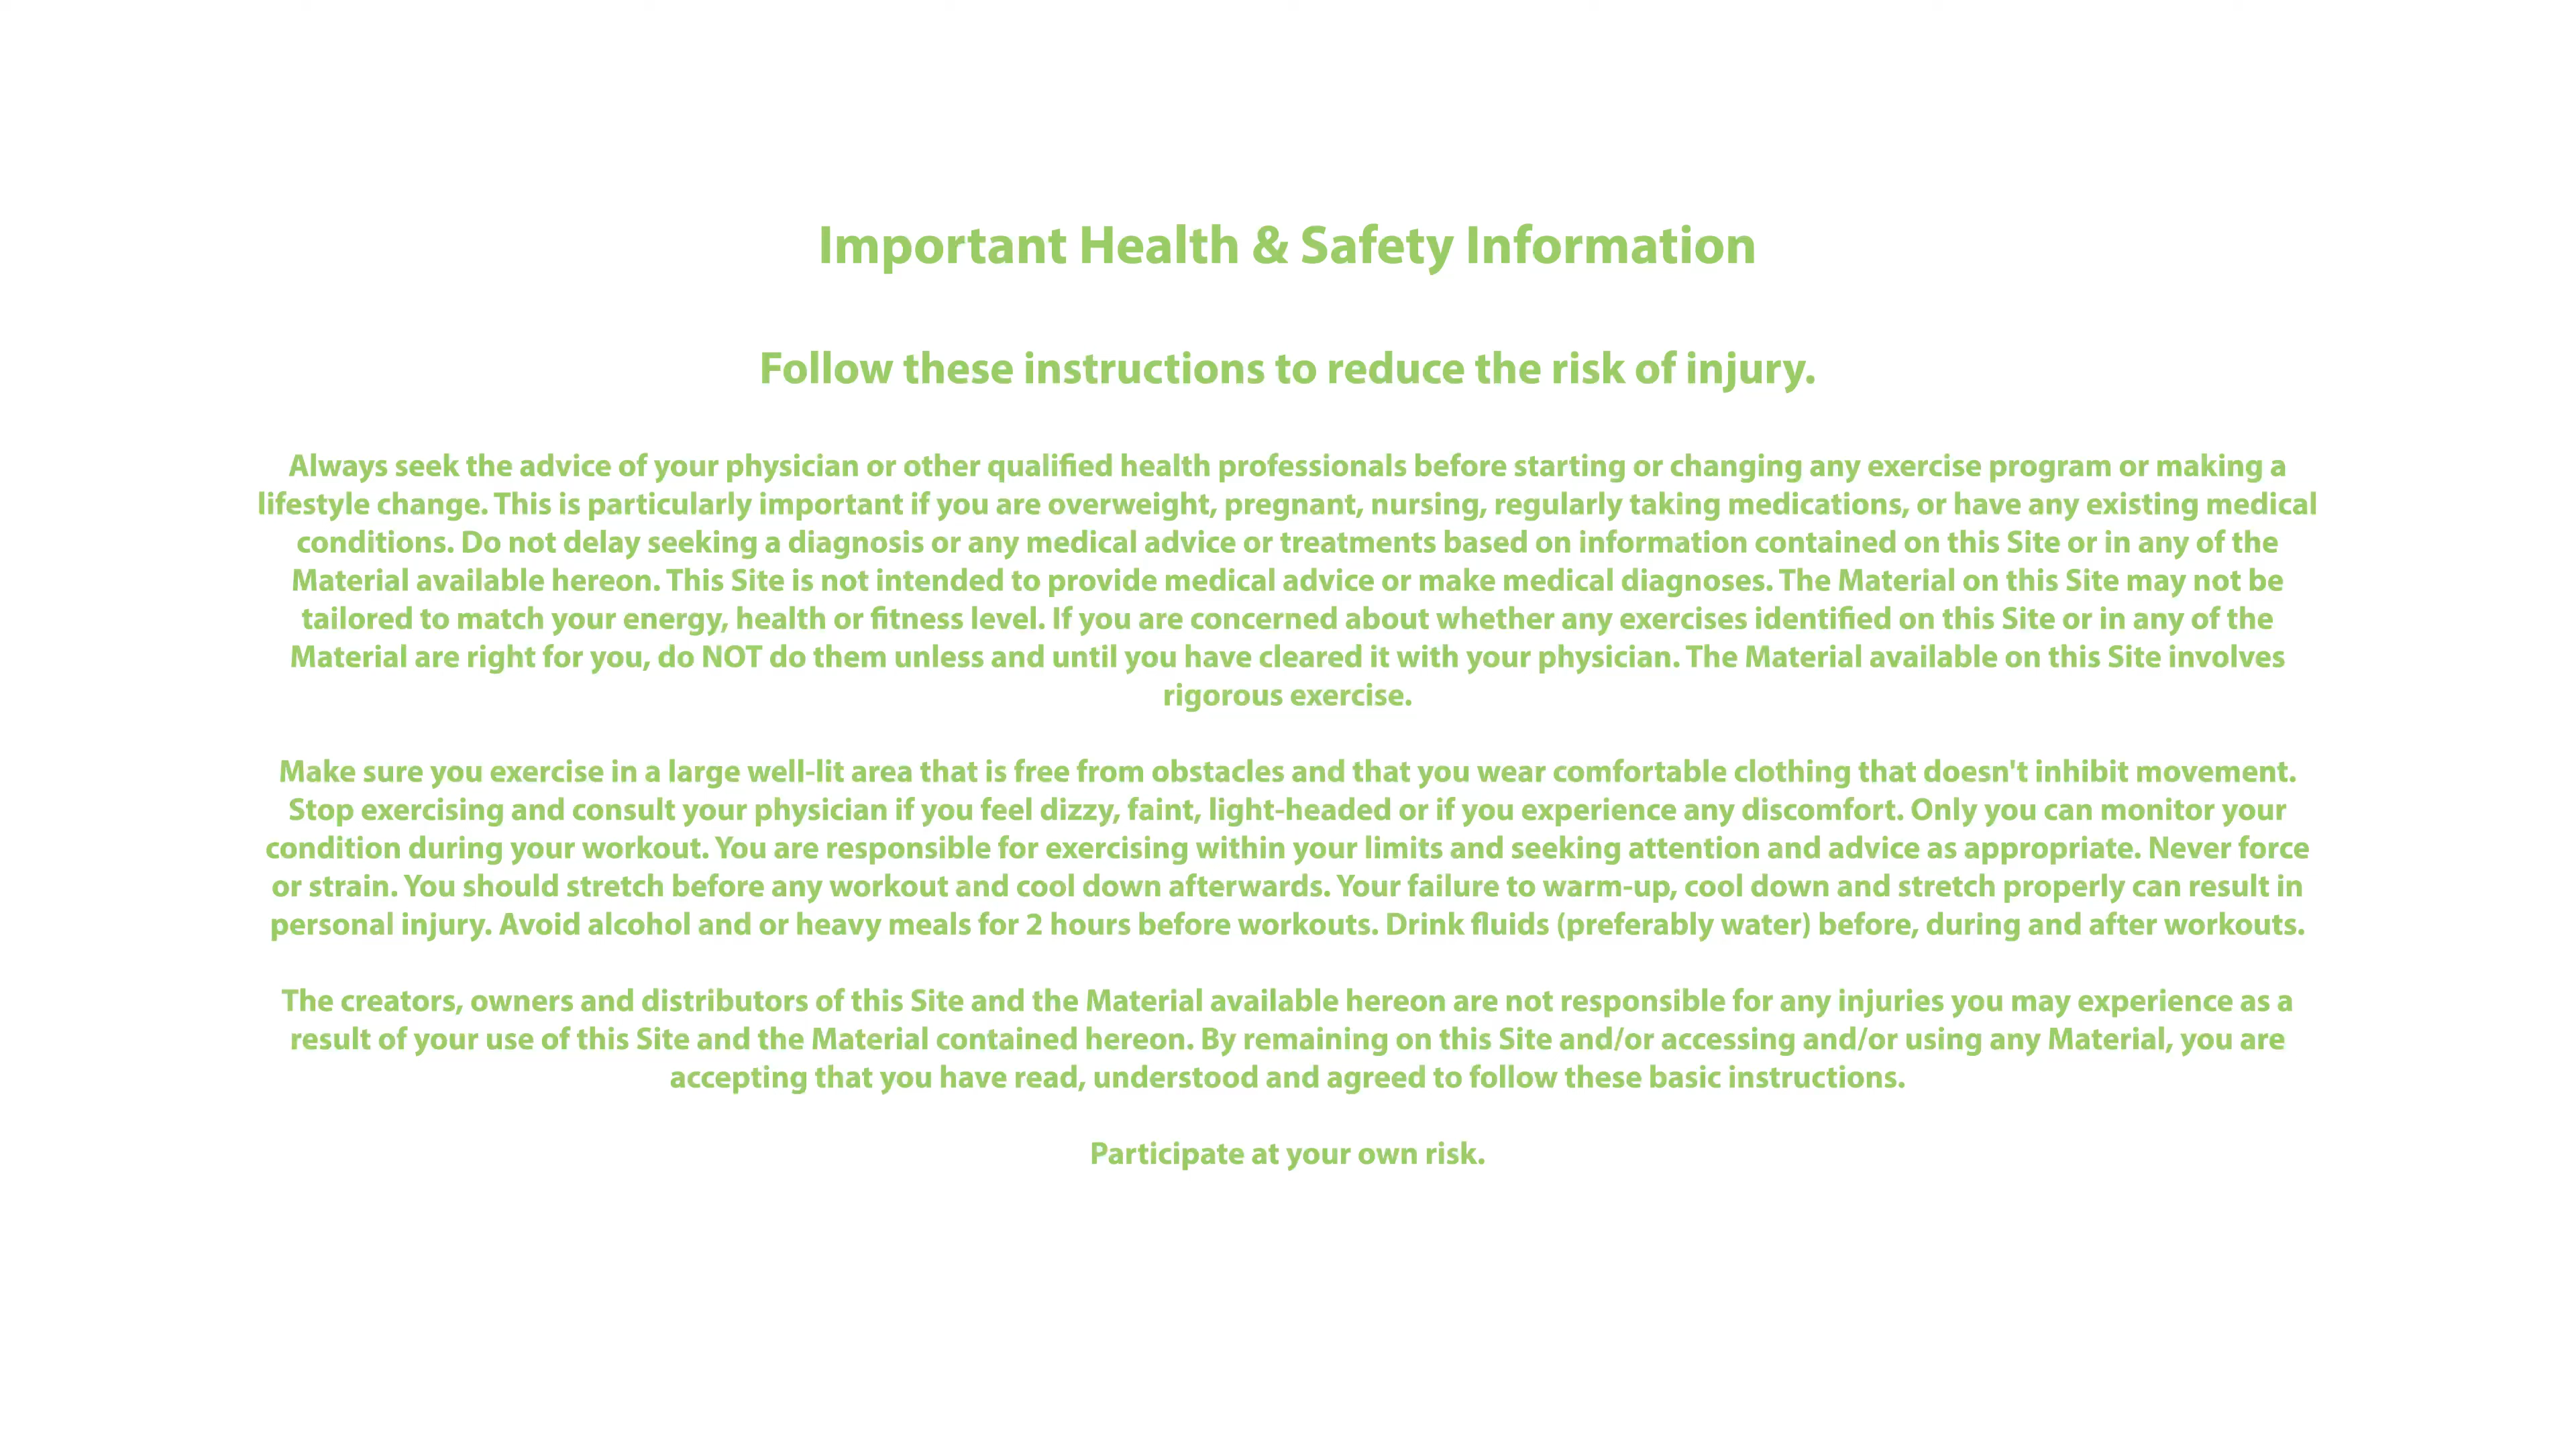 Important Health & Safety Information
Follow these instructions to reduce the risk of injury.
Always seek the advice of your physician or other qualified health professionals before starting or changing any exercise program or making a
lifestyle change. This is particularly important if you are overweight, pregnant, nursing, regularly taking medications, or have any existing medical
conditions. Do not delay seeking a diagnosis or any medical advice or treatments based on information contained on this Site or in any of the
Material available hereon. This Site is not intended to provide medical advice or make medical diagnoses. The Material on this Site may not be
tailored to match your energy, health or fitness level. If you are concerned about whether any exercises identified on this Site or in any of the
Material are right for you, do NOT do them unless and until you have cleared it with your physician. The Material available on this Site involves
rigorous exercise.
Make sure you exercise in a large well-lit area that is free from obstacles and that you wear comfortable clothing that doesn't inhibit movement.
Stop exercising and consult your physician if you feel dizzy, faint, light-headed or if you experience any discomfort. Only you can monitor your
condition during your workout. You are responsible for exercising within your limits and seeking attention and advice as appropriate. Never force
or strain. You should stretch before any workout and cool down afterwards. Your failure to warm-up, cool down and stretch properly can result in
personal injury. Avoid alcohol and or heavy meals for 2 hours before workouts. Drink fluids (preferably water) before, during and after workouts.
The creators, owners and distributors of this Site and the Material available hereon are not responsible for any injuries you may experience as a
result of your use of this Site and the Material contained hereon. By remaining on this Site and/or accessing and/or using any Material, you are
accepting that you have read, understood and agreed to follow these basic instructions.
Participate at your own risk.